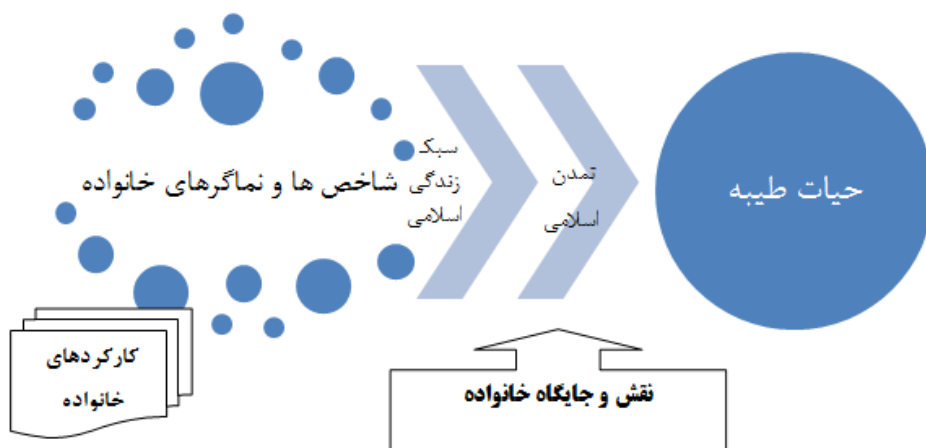 شاخص ها و نماگرهای خانواده
سبک
زندگی
اسلامی
تمدن
اسلامی
حیات طیبه
کارکردهای
خانواده
نقش و جایگاه خانواده